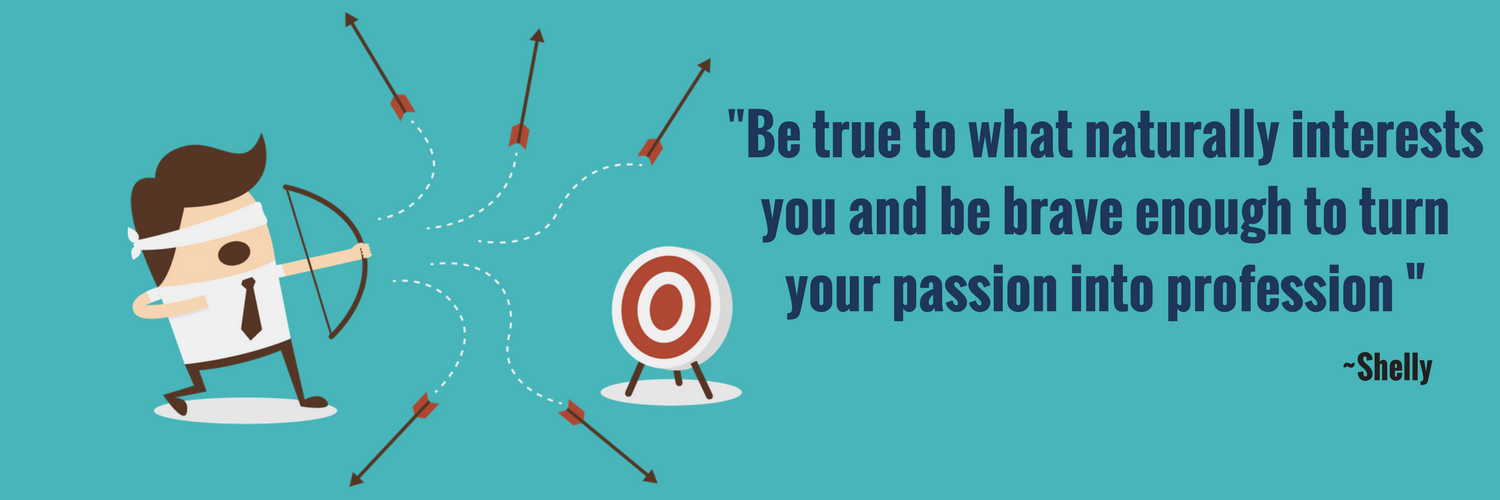 "Be true to what naturally interests
you and be brave enough to turn
your passion into profession "
~Shelly